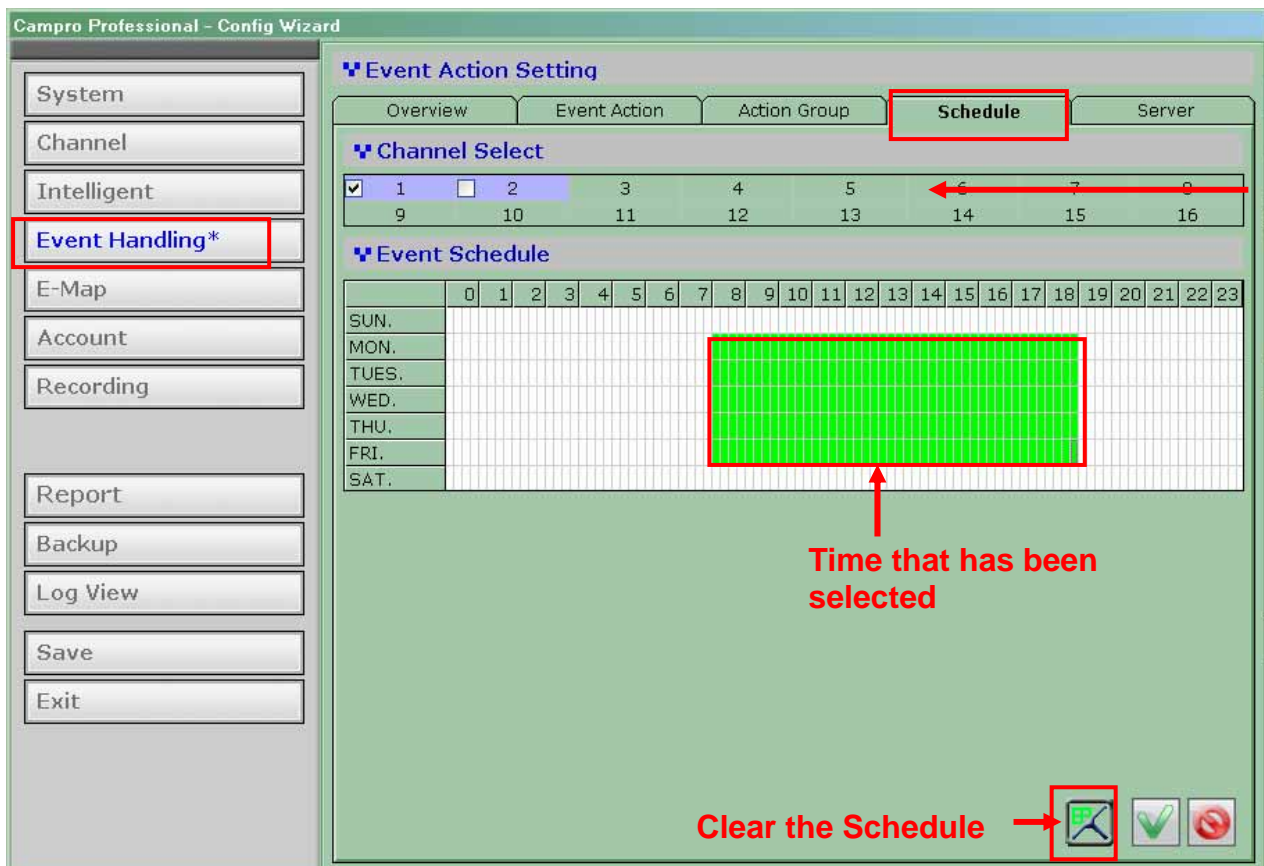 Campro Professional - Config Wizard
System
Channel
Intelligent
Event Handling*
E-Map
Account
Recording
Report
Backup
Log View
Save
Exit
Event Action Setting
Overview Event Action Action Group Schedule Server
Channel Select
1 2 3 4 5 6 7 8
9 10 11 12 13 14 15 16
Event Schedule
0 1 2 3 4 5 6 7 8 9 10 11 12 13 14 15 16 17 18 19 20 21 22 23
SUN.
MON.
TUES.
WED.
THU.
FRI.
SAT.
Time that has been
selected
Clear the Schedule